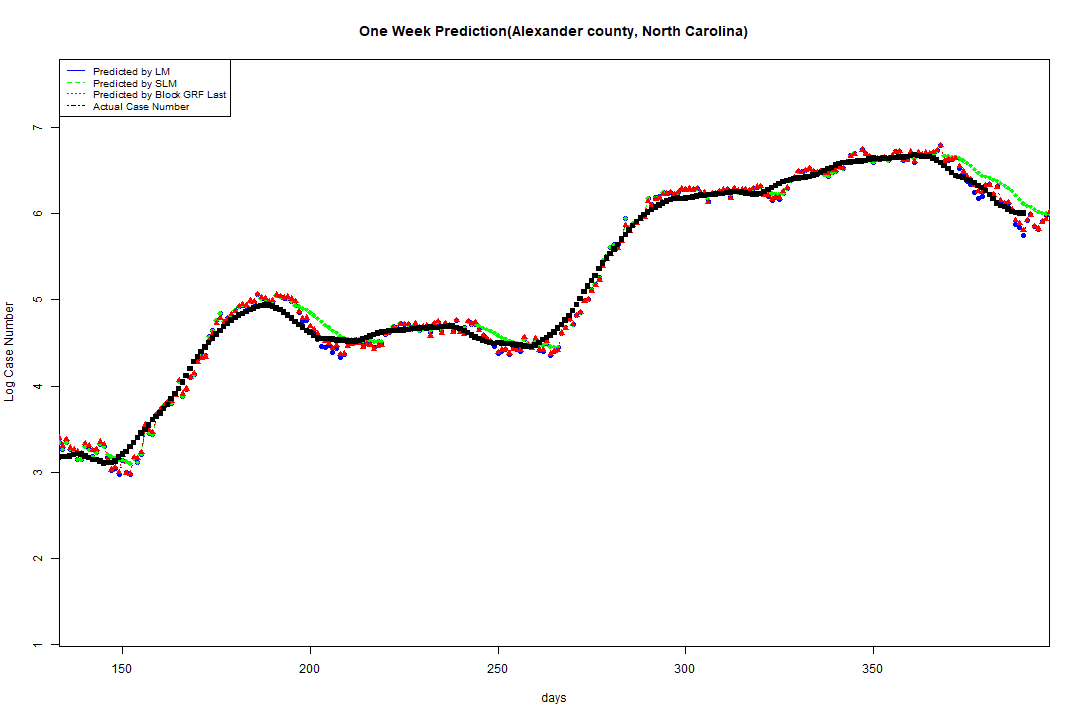 One Week Prediction(Alexander county, North Carolina)
Predicted by LM
Predicted by SLM
Predicted by Block GRF Last
Actual Case Number
7
6
5
4
3
2
1
Log Case Number
150 200 250 300 350
days